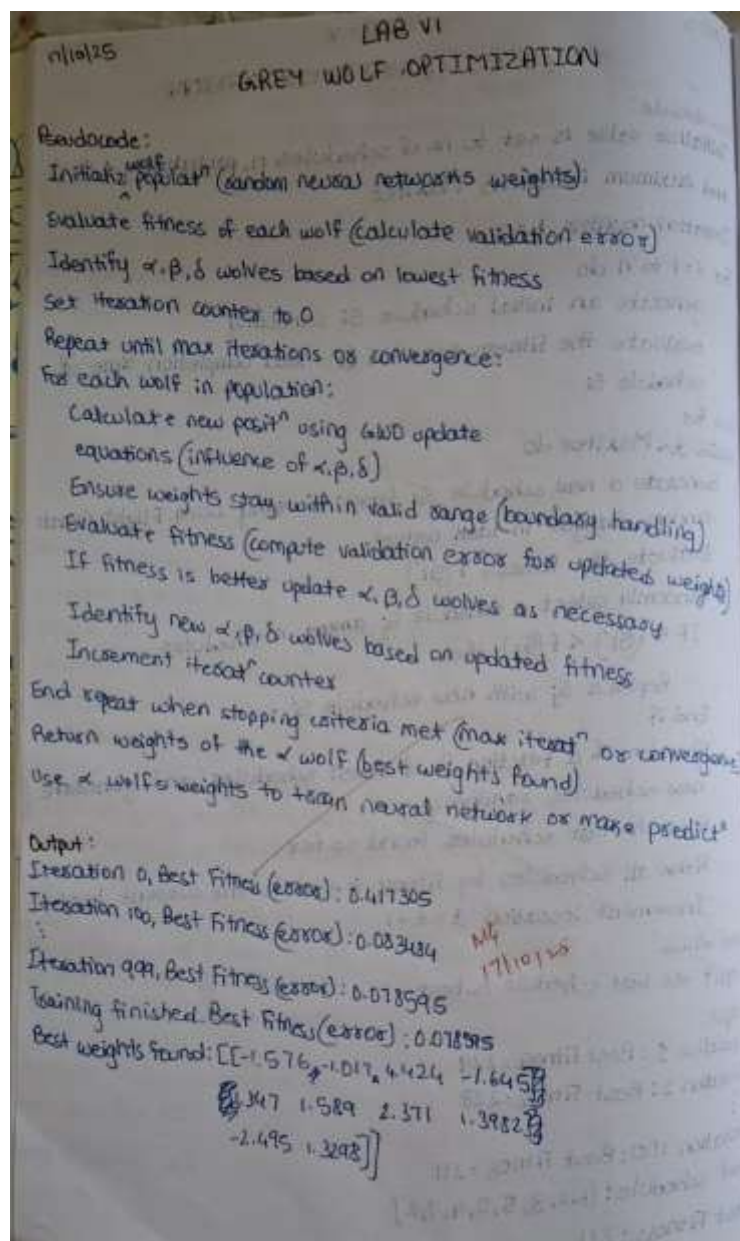 17/10/25
LAB VI
GREY WOLF OPTIMIZATION
Pseudocode:
Initializ wolf populatⁿ (random neural networks weights);
Evaluate fitness of each wolf (calculate validation error)
Identify α, β, δ wolves based on lowest fitness
Set iteration counter to 0
Repeat until max iterations or convergence:
For each wolf in population:
Calculate new positⁿ using GWO update
equations (influence of α, β, δ)
Ensure weights stay within valid range (boundary handling)
Evaluate fitness (compute validation error for updated weights)
If fitness is better update α, β, δ wolves as necessary
Identify new α, β, δ wolves based on updated fitness
Increment iteratⁿ counter
End repeat when stopping criteria met (max iteratⁿ or convergence)
Return weights of the α wolf (best weights found)
Use α wolf's weights to train neural network or make predictⁿ
Output:
Iteration 0, Best Fitness (error): 0.417305
Iteration 100, Best Fitness (error): 0.083484
⋮
17/10/25
Iteration 999, Best Fitness (error): 0.078595
Training finished. Best Fitness (error): 0.078595
Best weights found: [[-1.576, -1.017, 4.424 -1.645
.347 1.589 2.371 1.3982
-2.495 1.3298]]